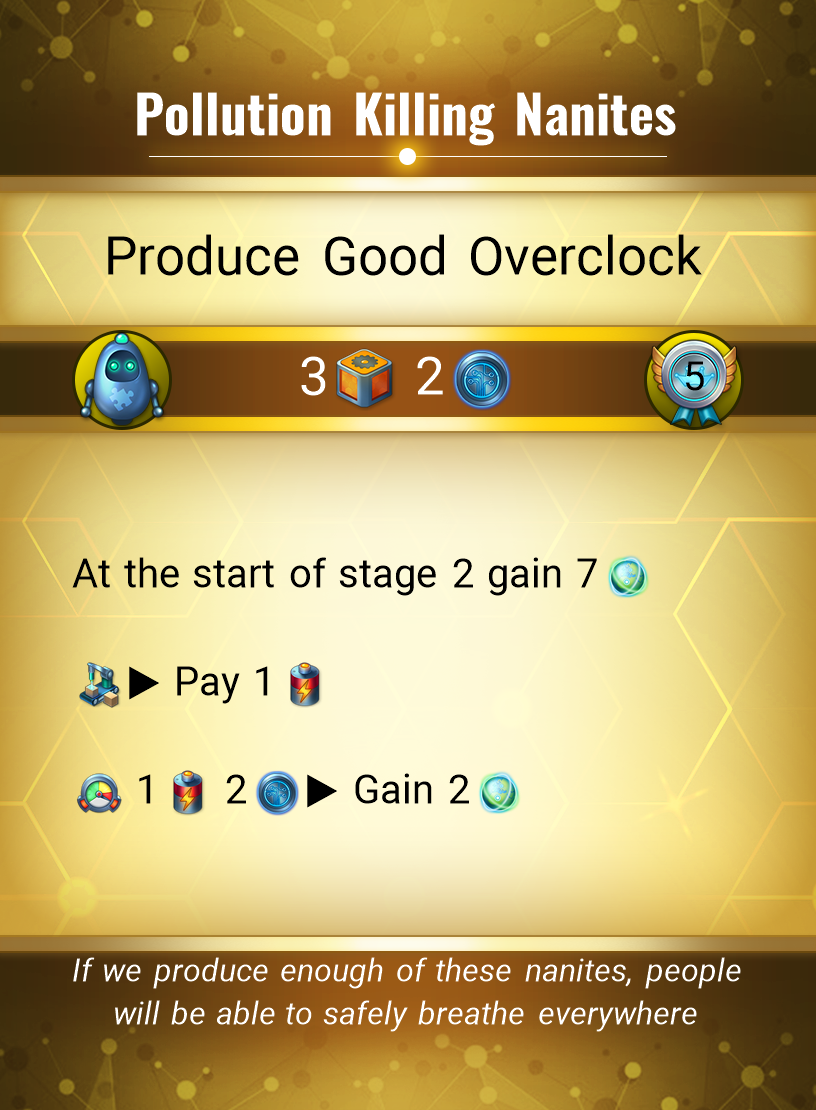 Pollution Killing Nanites
Produce Good Overclock
3 2 5
At the start of stage 2 gain 7
Pay 1
1 2 Gain 2
If we produce enough of these nanites, people
will be able to safely breathe everywhere